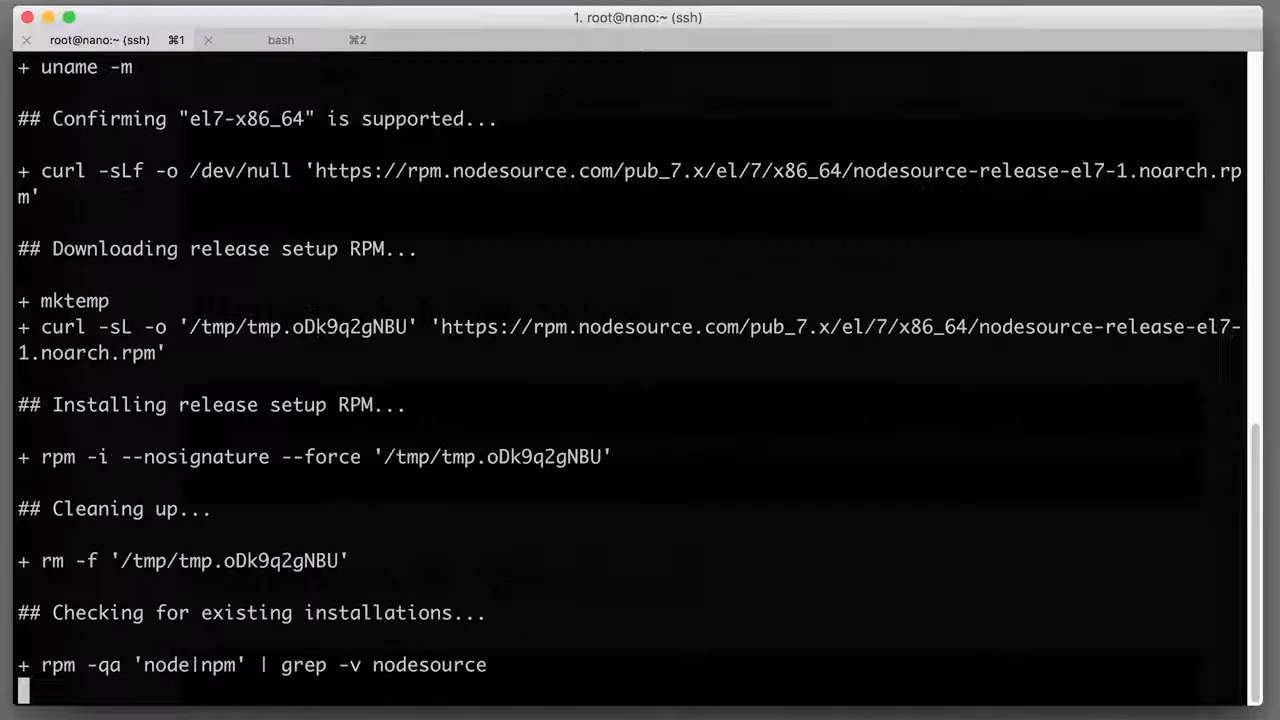 1. root@nano:~ (ssh)
root@nano:~ (ssh) ⌘1 bash ⌘2
+ uname -m
## Confirming "el7-x86_64" is supported...
+ curl -sLf -o /dev/null 'https://rpm.nodesource.com/pub_7.x/el/7/x86_64/nodesource-release-el7-1.noarch.rp
m'
## Downloading release setup RPM...
+ mktemp
+ curl -sL -o '/tmp/tmp.oDk9q2gNBU' 'https://rpm.nodesource.com/pub_7.x/el/7/x86_64/nodesource-release-el7-
1.noarch.rpm'
## Installing release setup RPM...
+ rpm -i --nosignature --force '/tmp/tmp.oDk9q2gNBU'
## Cleaning up...
+ rm -f '/tmp/tmp.oDk9q2gNBU'
## Checking for existing installations...
+ rpm -qa 'node|npm' | grep -v nodesource